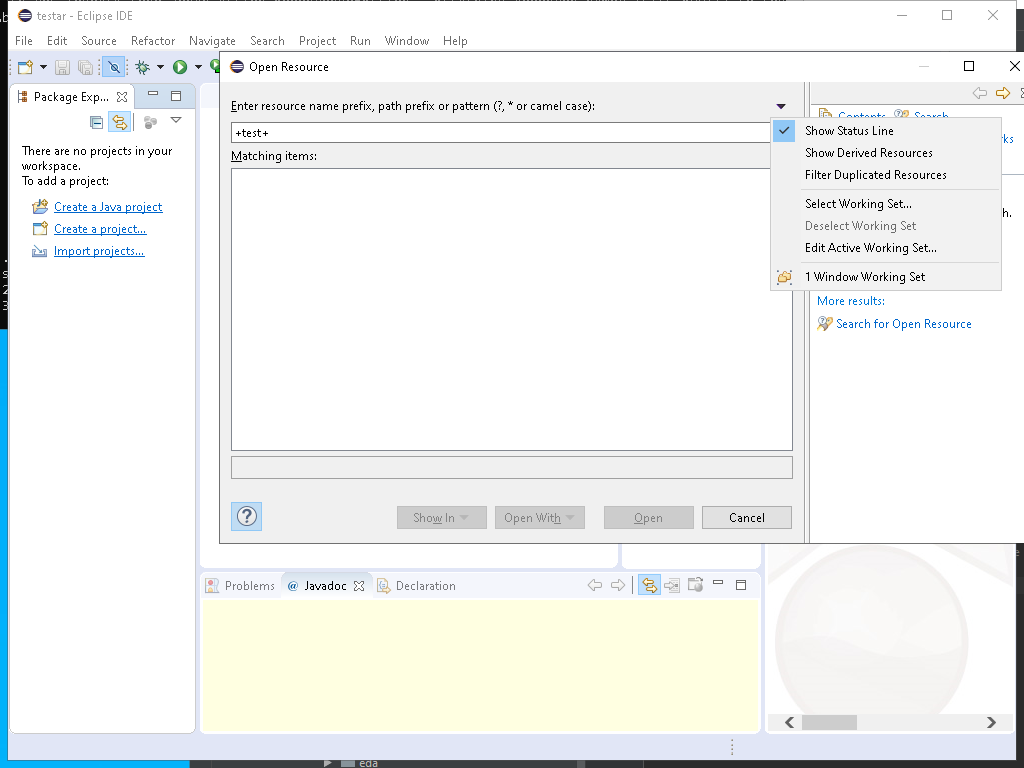 testar - Eclipse IDE
File Edit Source Refactor Navigate Search Project Run Window Help
Open Resource
Package Exp...
Enter resource name prefix, path prefix or pattern (?, * or camel case):
+test+
Matching items:
Contents Search
Show Status Line
Show Derived Resources
Filter Duplicated Resources
Select Working Set...
Deselect Working Set
Edit Active Working Set...
1 Window Working Set
There are no projects in your
workspace.
To add a project:
Create a Java project
Create a project...
Import projects...
More results:
Search for Open Resource
Show In
Open With
Open
Cancel
Problems
@ Javadoc
Declaration
eda